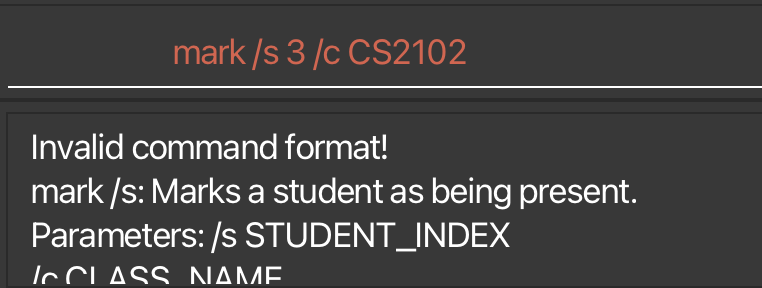 mark /s 3 /c CS2102
Invalid command format!
mark /s: Marks a student as being present.
Parameters: /s STUDENT_INDEX
/c CLASS_NAME